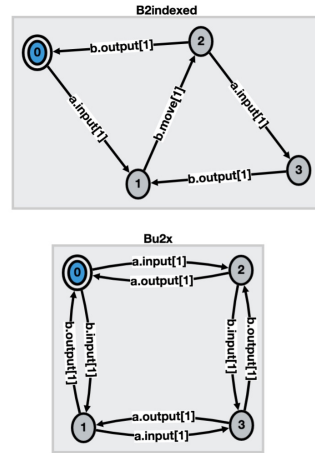 B2indexed
0
b.output[1]
2
a.input[1]
b.move[1]
a.input[1]
1
b.output[1]
3
Bu2x
0
a.input[1]
a.output[1]
2
b.output[1]
b.input[1]
b.input[1]
b.output[1]
1
a.output[1]
a.input[1]
3